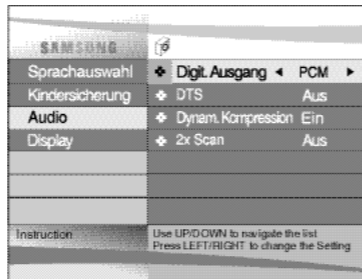 SAMSUNG
Sprachauswahl
Digit. Ausgang
PCM
Kindersicherung
DTS
Aus
Audio
Dynam. Kompression
Ein
Display
2x Scan
Aus
Instruction
Use UP/DOWN to navigate the list
Press LEFT/RIGHT to change the Setting